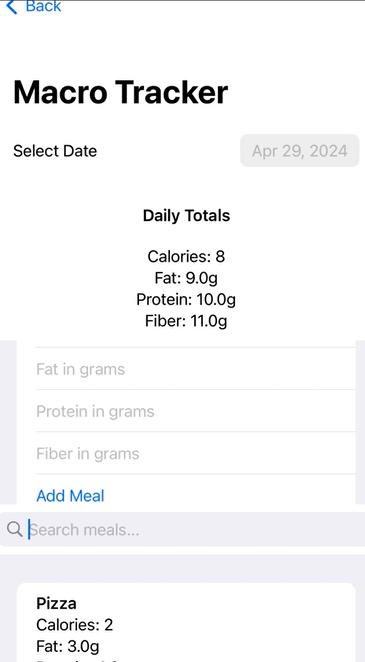 Back
Macro Tracker
Select Date Apr 29, 2024
Daily Totals
Calories: 8
Fat: 9.0g
Protein: 10.0g
Fiber: 11.0g
Fat in grams
Protein in grams
Fiber in grams
Add Meal
Search meals...
Pizza
Calories: 2
Fat: 3.0g